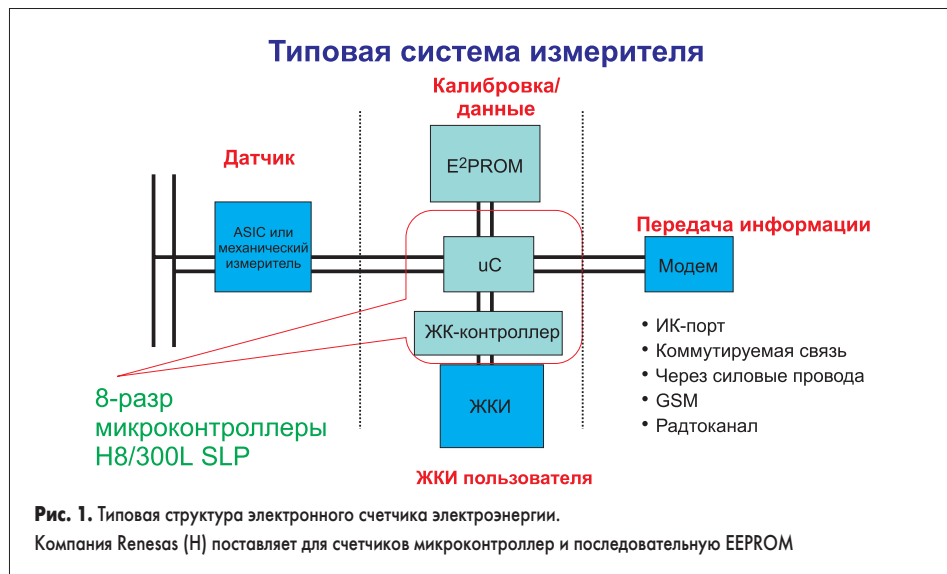 Типовая система измерителя
Калибровка/
данные
Датчик
E²PROM
Передача информации
ASIC или
механический
измеритель
uC
Модем
ЖК-контроллер
ЖКИ
• ИК-порт
• Коммутируемая связь
• Через силовые провода
• GSM
• Радтоканал
8-разр
микроконтроллеры
H8/300L SLP
ЖКИ пользователя
Рис. 1. Типовая структура электронного счетчика электроэнергии.
Компания Renesas (H) поставляет для счетчиков микроконтроллер и последовательную EEPROM